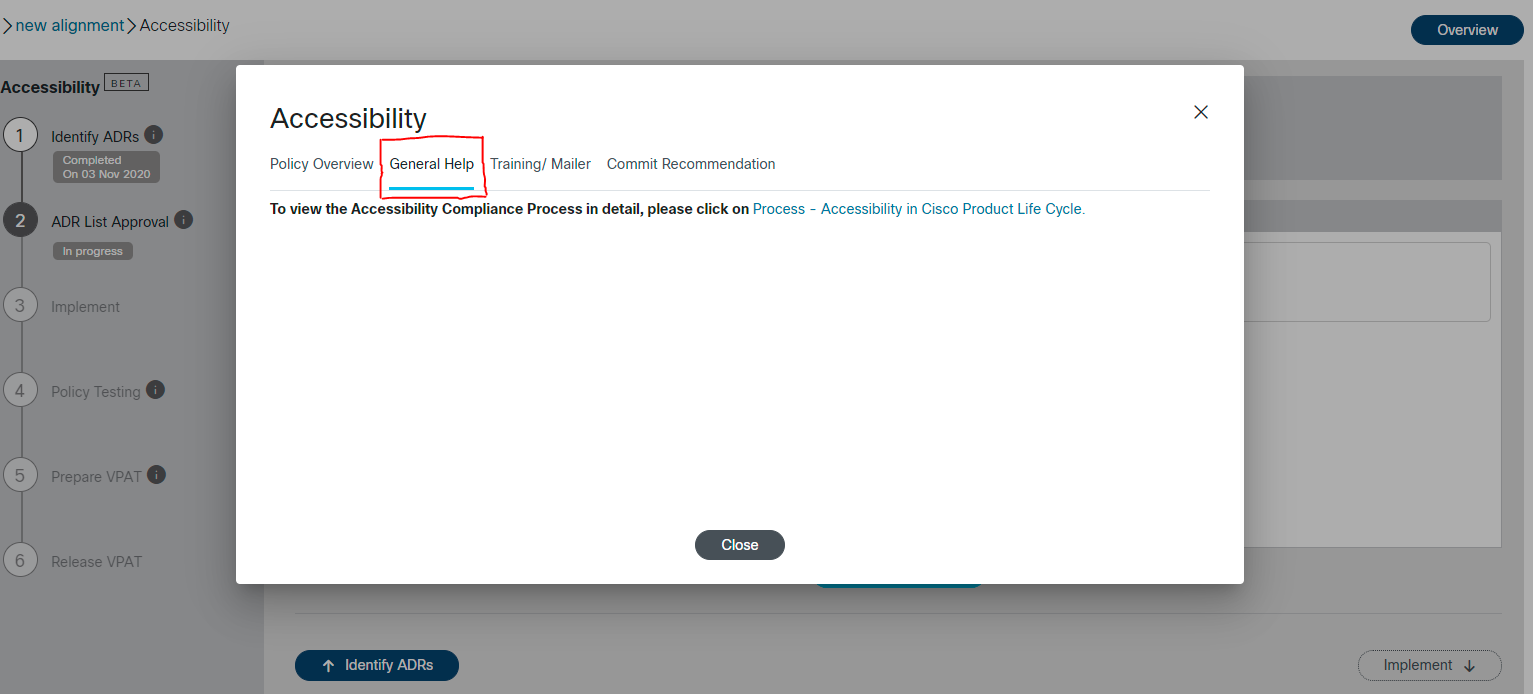 new alignment Accessibility
Overview
Accessibility BETA
1 Identify ADRs i
Completed
On 03 Nov 2020
2 ADR List Approval i
In progress
3 Implement
4 Policy Testing i
5 Prepare VPAT i
6 Release VPAT
Accessibility
Policy Overview General Help Training/ Mailer Commit Recommendation
To view the Accessibility Compliance Process in detail, please click on Process - Accessibility in Cisco Product Life Cycle.
Close
Identify ADRs
Implement